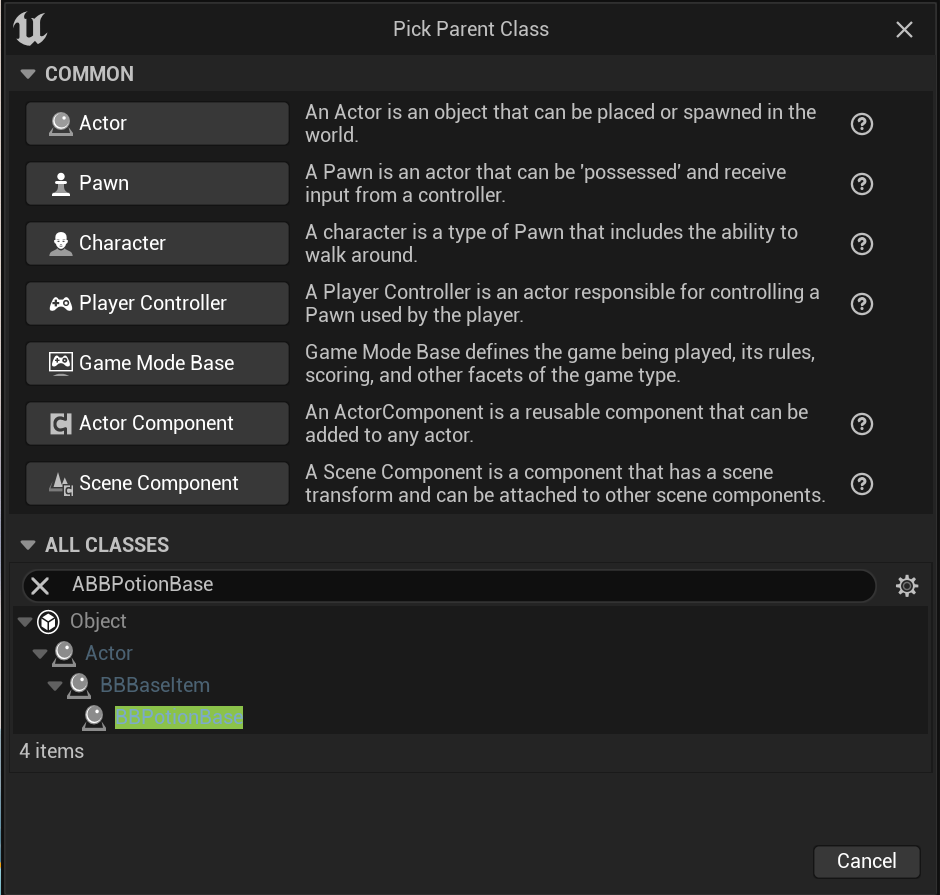 Pick Parent Class
COMMON
Actor
An Actor is an object that can be placed or spawned in the
world.
Pawn
A Pawn is an actor that can be 'possessed' and receive
input from a controller.
Character
A character is a type of Pawn that includes the ability to
walk around.
Player Controller
A Player Controller is an actor responsible for controlling a
Pawn used by the player.
Game Mode Base
Game Mode Base defines the game being played, its rules,
scoring, and other facets of the game type.
Actor Component
An ActorComponent is a reusable component that can be
added to any actor.
Scene Component
A Scene Component is a component that has a scene
transform and can be attached to other scene components.
ALL CLASSES
ABBPotionBase
Object
Actor
BBBaseItem
BBPotionBase
4 items
Cancel